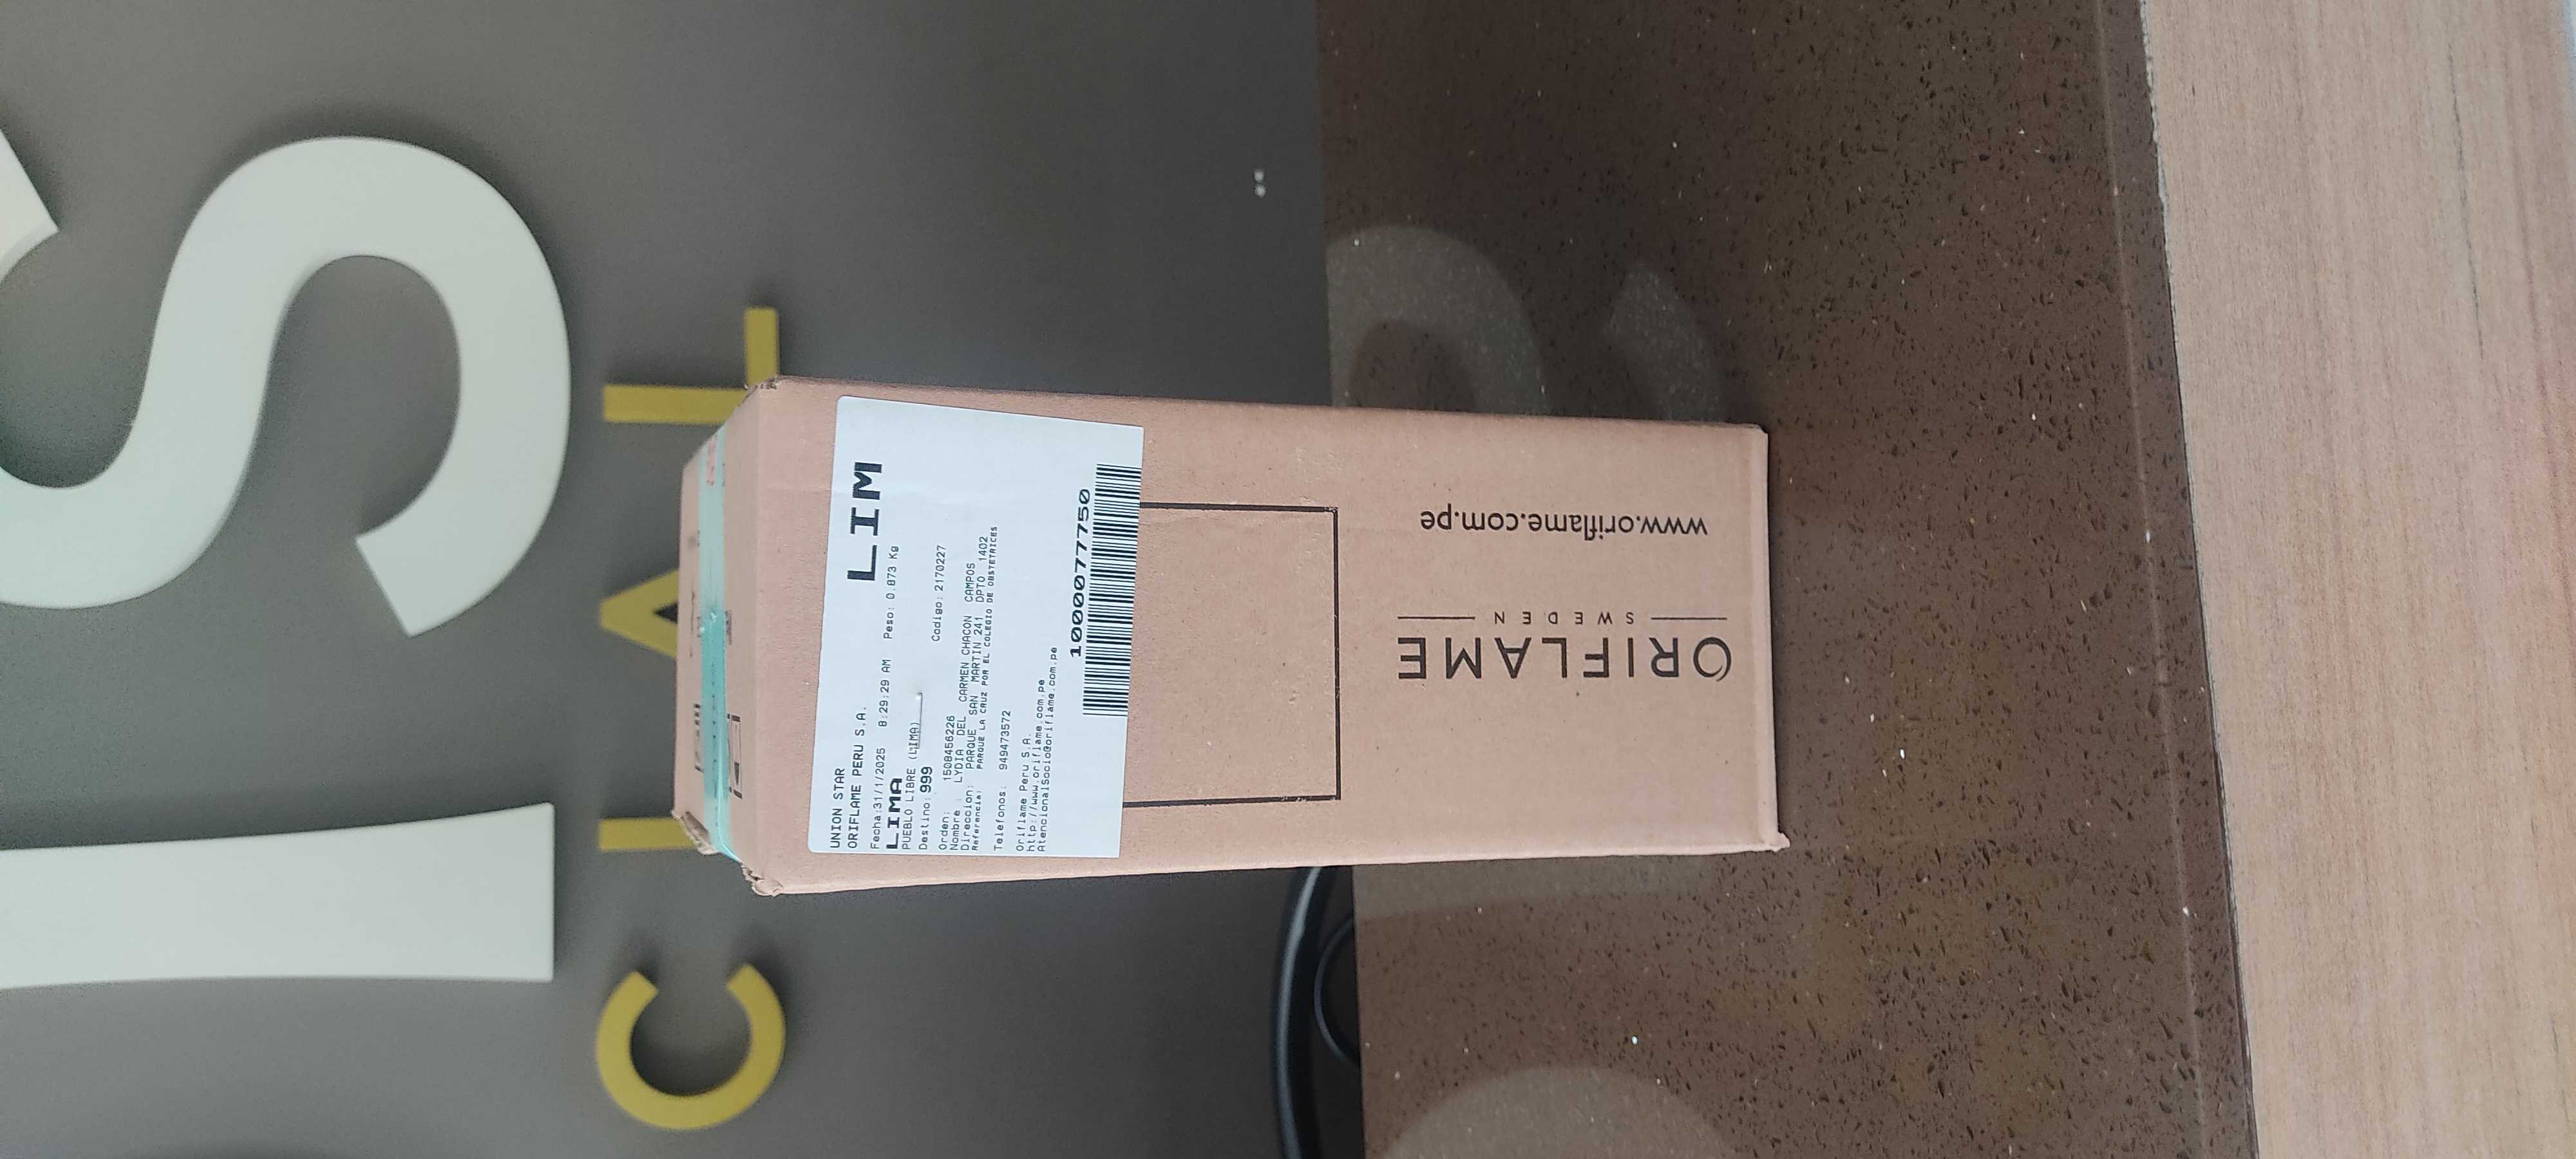 UNION STAR
ORIFLAME PERU S.A.
LIM
Fecha:31/1/2025 8:29:29 AM Peso: 0.873 Kg
LIMA
PUEBLO LIBRE (LIMA)
Destino:999
Codigo: 2170227
Orden: 1508456226
Nombre : LYDIA DEL CARMEN CHACON CAMPOS
Direccion: PARQUE SAN MARTIN 241 DPTO 1402
Referencia: PARQUE LA CRUZ POR EL COLEGIO DE OBSTETRICES
Telefonos: 949473572
Oriflame Peru S.A.
http://www.oriflame.com.pe
AtencionalSocio@oriflame.com.pe
1000077750
ORIFLAME
SWEDEN
www.oriflame.com.pe